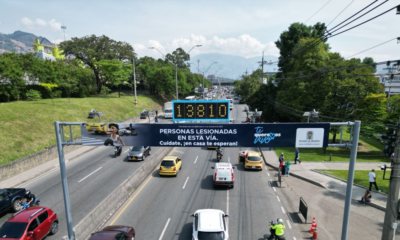 13810
PERSONAS LESIONADAS
EN ESTA VÍA.
Cuídate, ¡en casa te esperan!